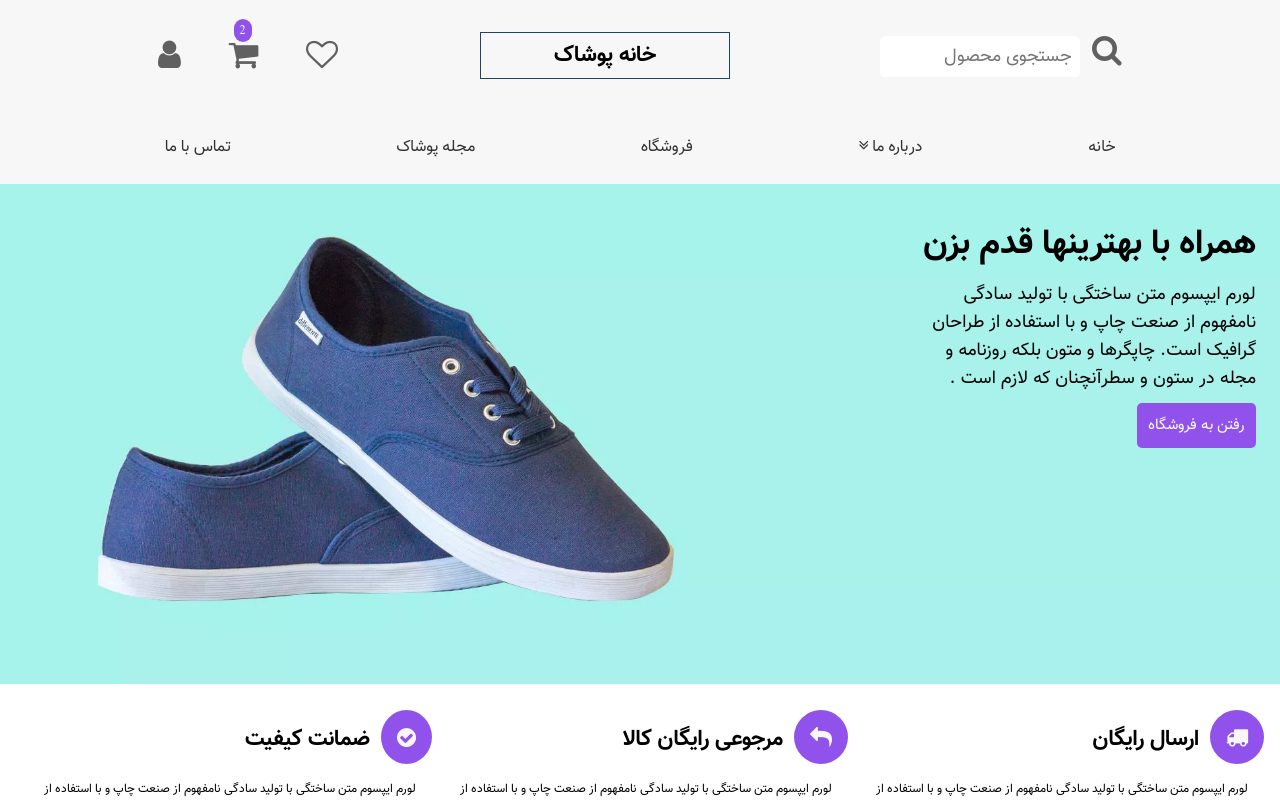 جستجوی محصول
خانه پوشاک
2
خانه
درباره ما
فروشگاه
مجله پوشاک
تماس با ما
همراه با بهترینها قدم بزن
لورم ایپسوم متن ساختگی با تولید سادگی
نامفهوم از صنعت چاپ و با استفاده از طراحان
گرافیک است. چاپگرها و متون بلکه روزنامه و
مجله در ستون و سطرآنچنان که لازم است .
رفتن به فروشگاه
ارسال رایگان
لورم ایپسوم متن ساختگی با تولید سادگی نامفهوم از صنعت چاپ و با استفاده از
مرجوعی رایگان کالا
لورم ایپسوم متن ساختگی با تولید سادگی نامفهوم از صنعت چاپ و با استفاده از
ضمانت کیفیت
لورم ایپسوم متن ساختگی با تولید سادگی نامفهوم از صنعت چاپ و با استفاده از